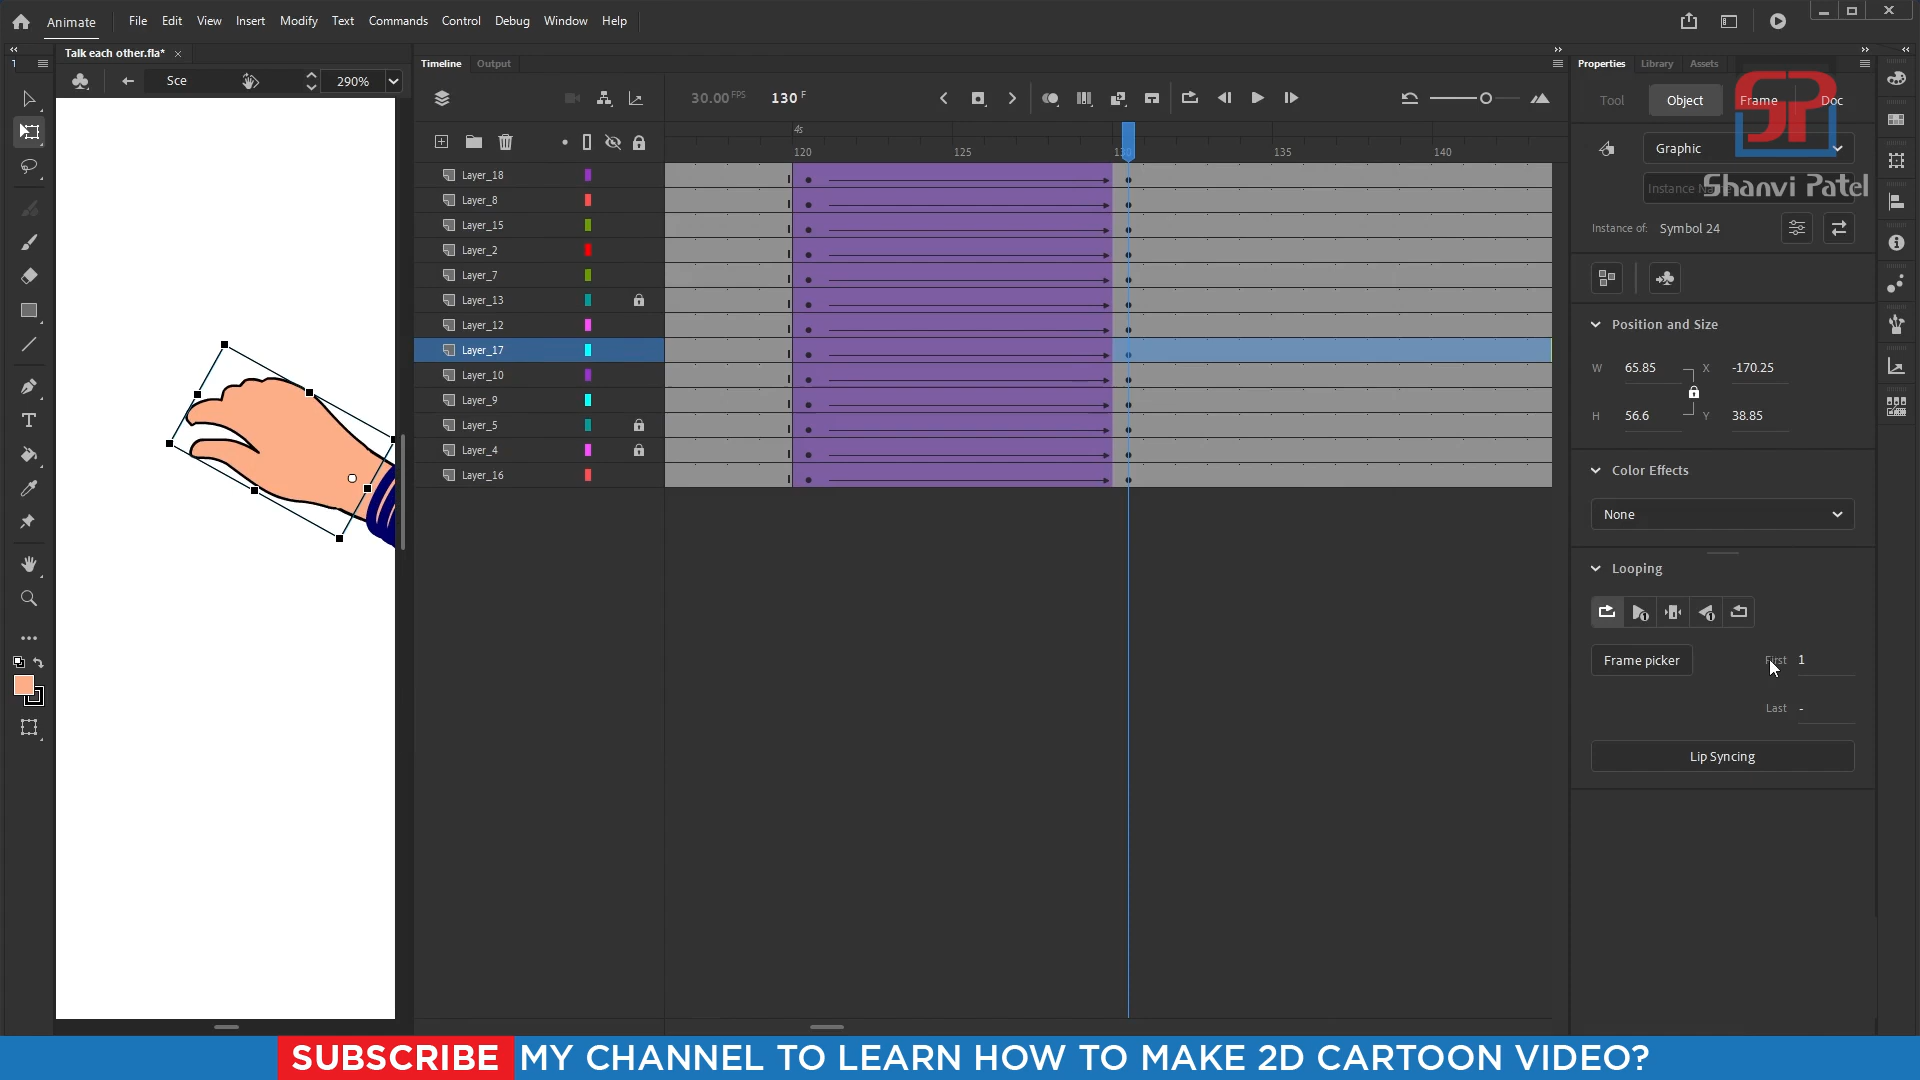 Animate File Edit View Insert Modify Text Commands Control Debug Window Help
Talk each other.fla* ×
Sce 290%
Timeline Output
30.00 FPS 130 F
4s
120 125 130 135 140
Layer_18
Layer_8
Layer_15
Layer_2
Layer_7
Layer_13
Layer_12
Layer_17
Layer_10
Layer_9
Layer_5
Layer_4
Layer_16
Properties Library Assets
Tool Object Frame Doc
SP
Graphic
Shanvi Patel
Instance of: Symbol 24
Position and Size
W 65.85 X -170.25
H 56.6 Y 38.85
Color Effects
None
Looping
Frame picker First 1
Last -
Lip Syncing
SUBSCRIBE MY CHANNEL TO LEARN HOW TO MAKE 2D CARTOON VIDEO?